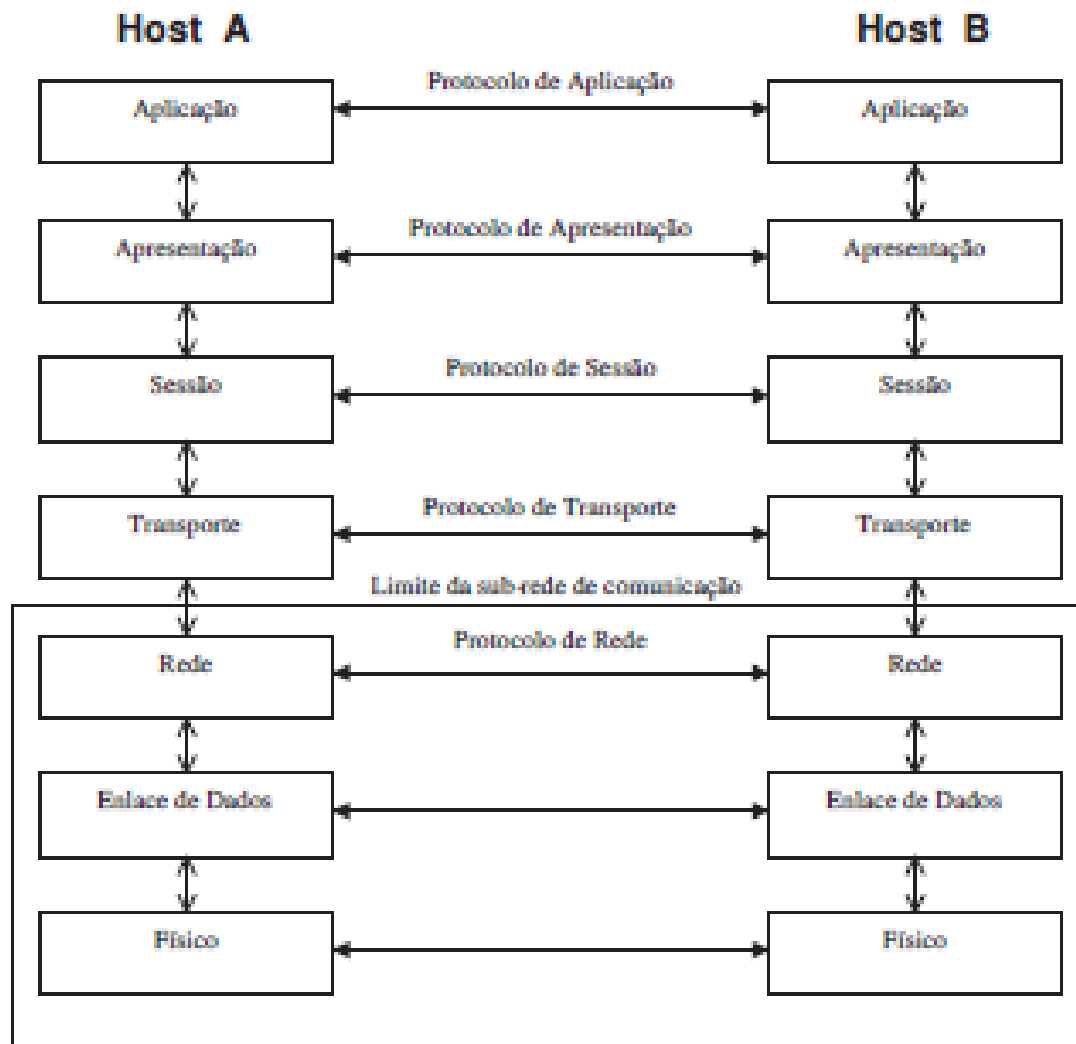 Host A
Host B
Protocolo de Aplicação
Aplicação
Aplicação
Protocolo de Apresentação
Apresentação
Apresentação
Protocolo de Sessão
Sessão
Sessão
Protocolo de Transporte
Transporte
Transporte
Limite da sub-rede de comunicação
Protocolo de Rede
Rede
Rede
Enlace de Dados
Enlace de Dados
Físico
Físico